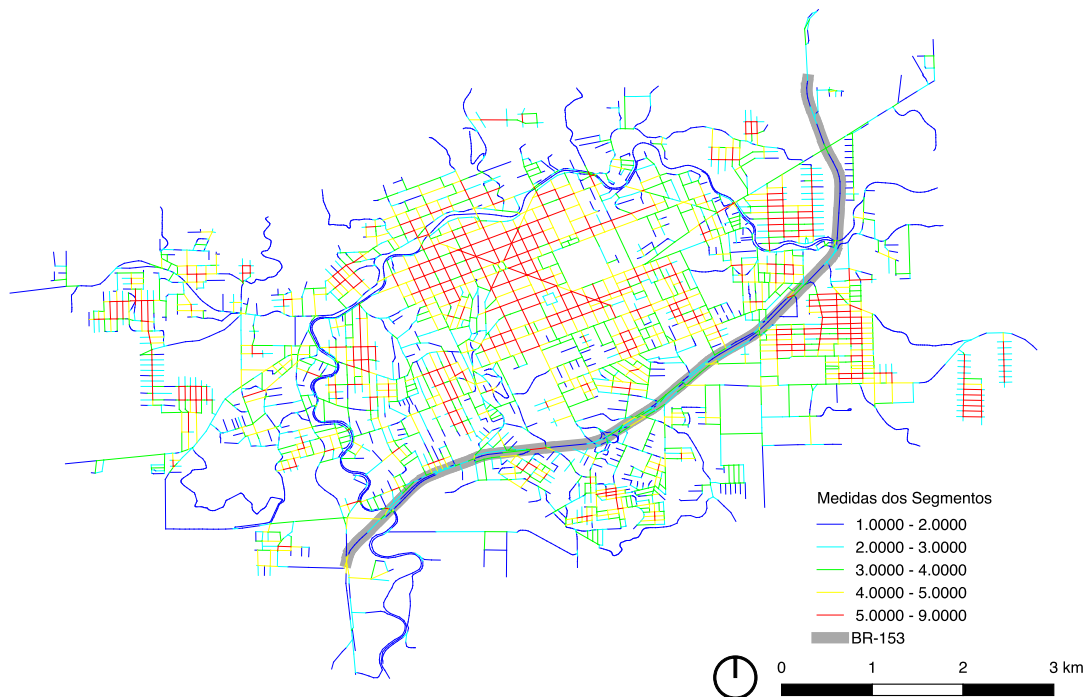 Medidas dos Segmentos
1.0000 - 2.0000
2.0000 - 3.0000
3.0000 - 4.0000
4.0000 - 5.0000
5.0000 - 9.0000
BR-153
0 1 2 3 km